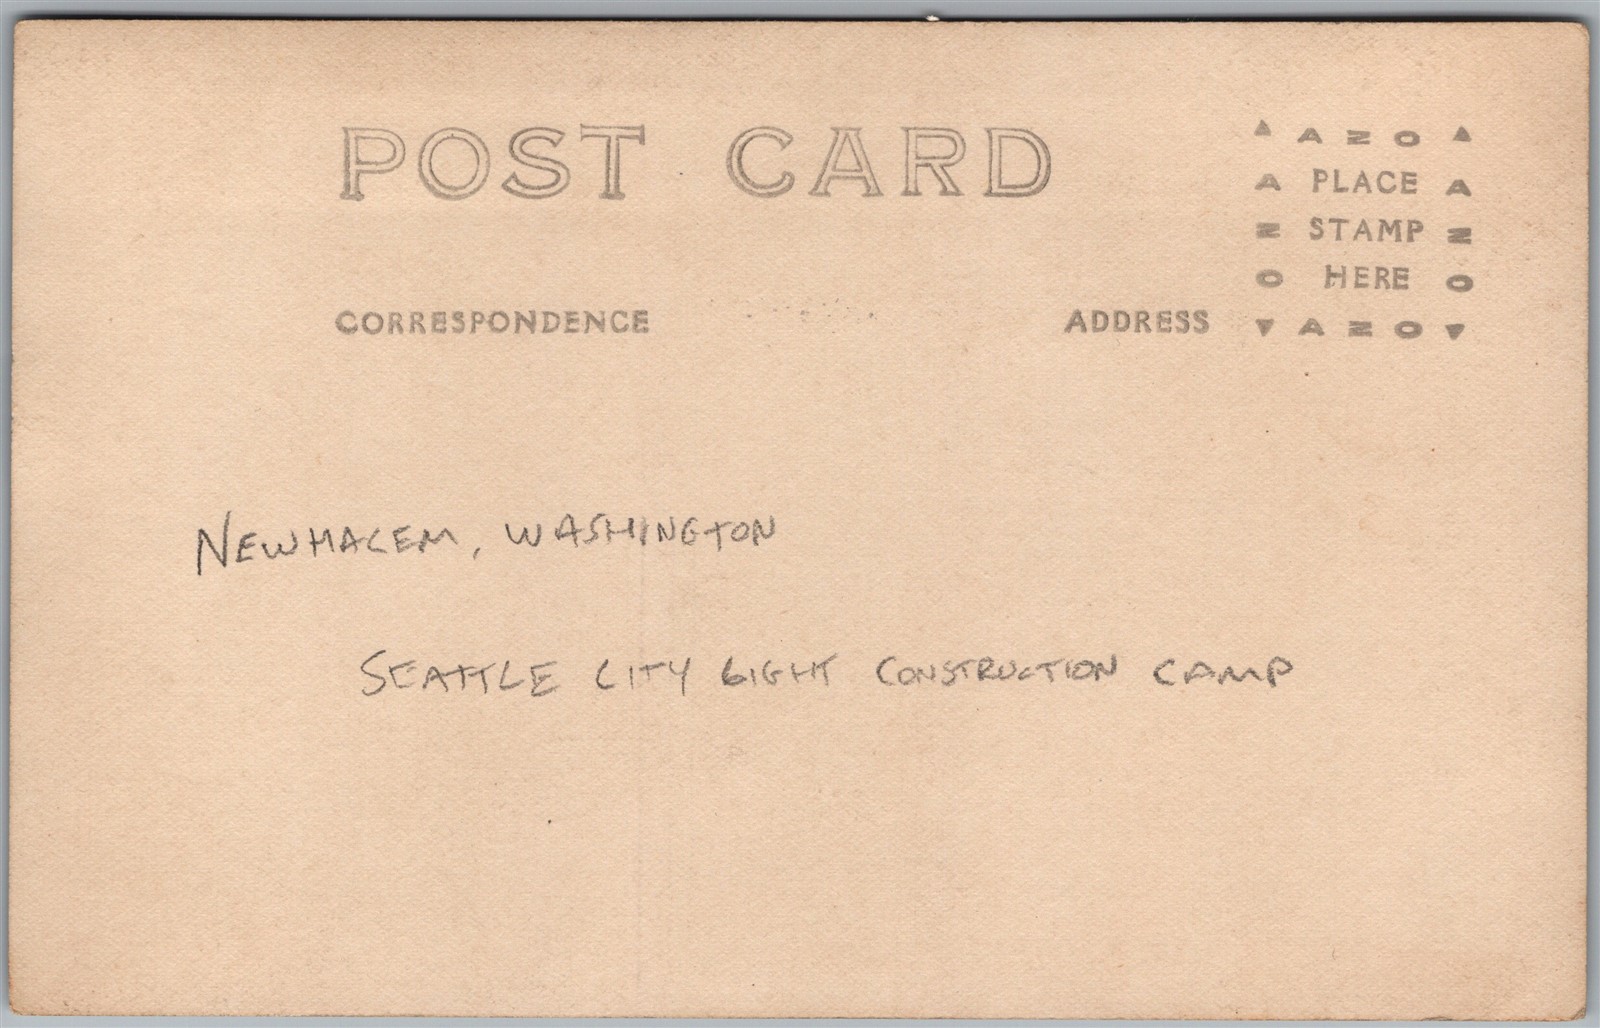 POST CARD
CORRESPONDENCE
ADDRESS
▲ AZO ▲
A PLACE A
Z STAMP Z
O HERE O
▼ AZO ▼
NEWHALEM, WASHINGTON
SEATTLE CITY LIGHT CONSTRUCTION CAMP